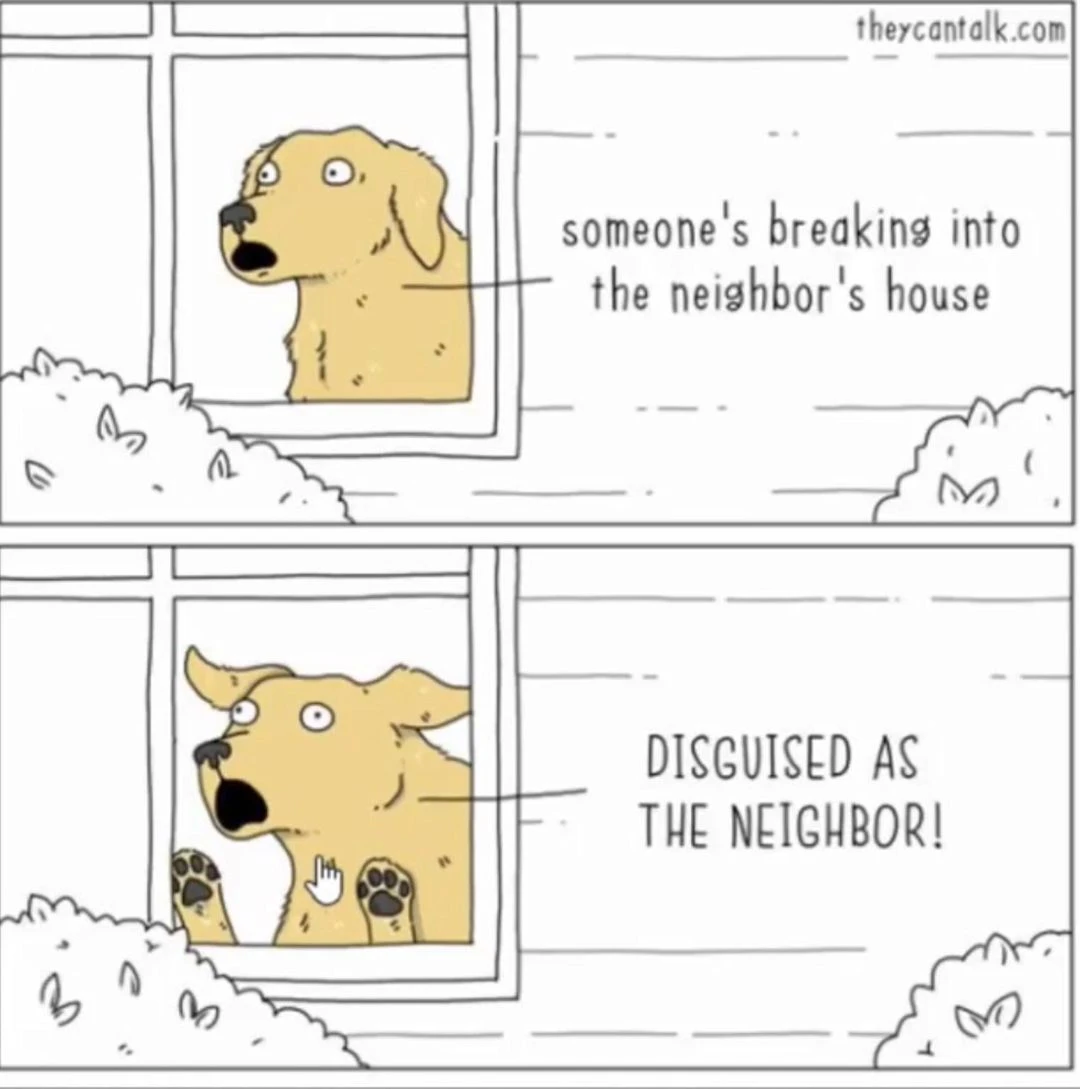 theycantalk.com
someone's breaking into
the neighbor's house
DISGUISED AS
THE NEIGHBOR!